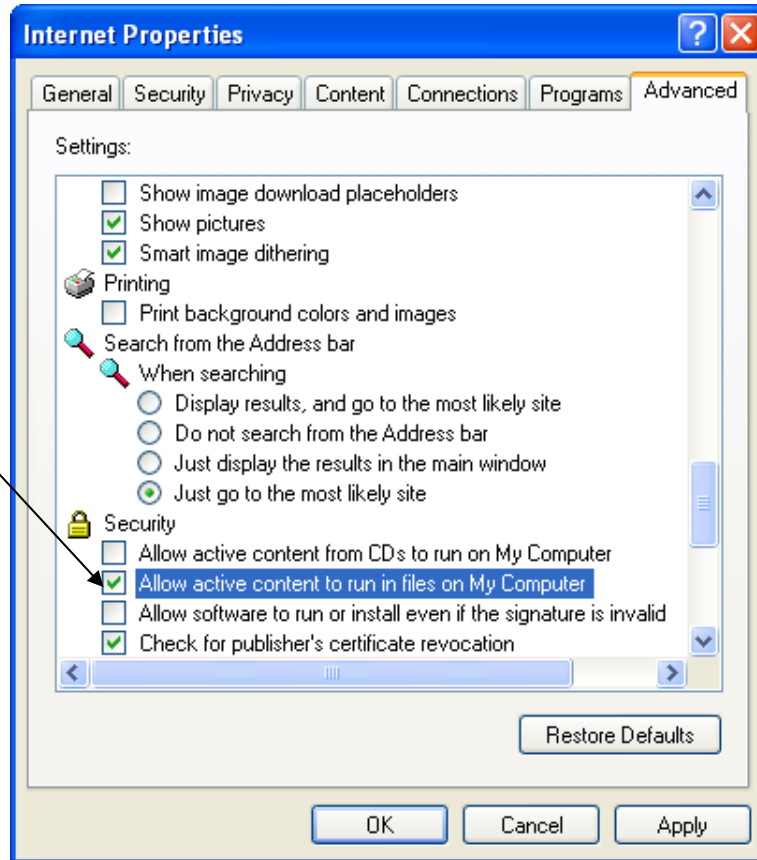 Internet Properties
General Security Privacy Content Connections Programs Advanced
Settings:
Show image download placeholders
Show pictures
Smart image dithering
Printing
Print background colors and images
Search from the Address bar
When searching
Display results, and go to the most likely site
Do not search from the Address bar
Just display the results in the main window
Just go to the most likely site
Security
Allow active content from CDs to run on My Computer
Allow active content to run in files on My Computer
Allow software to run or install even if the signature is invalid
Check for publisher's certificate revocation
Restore Defaults
OK Cancel Apply